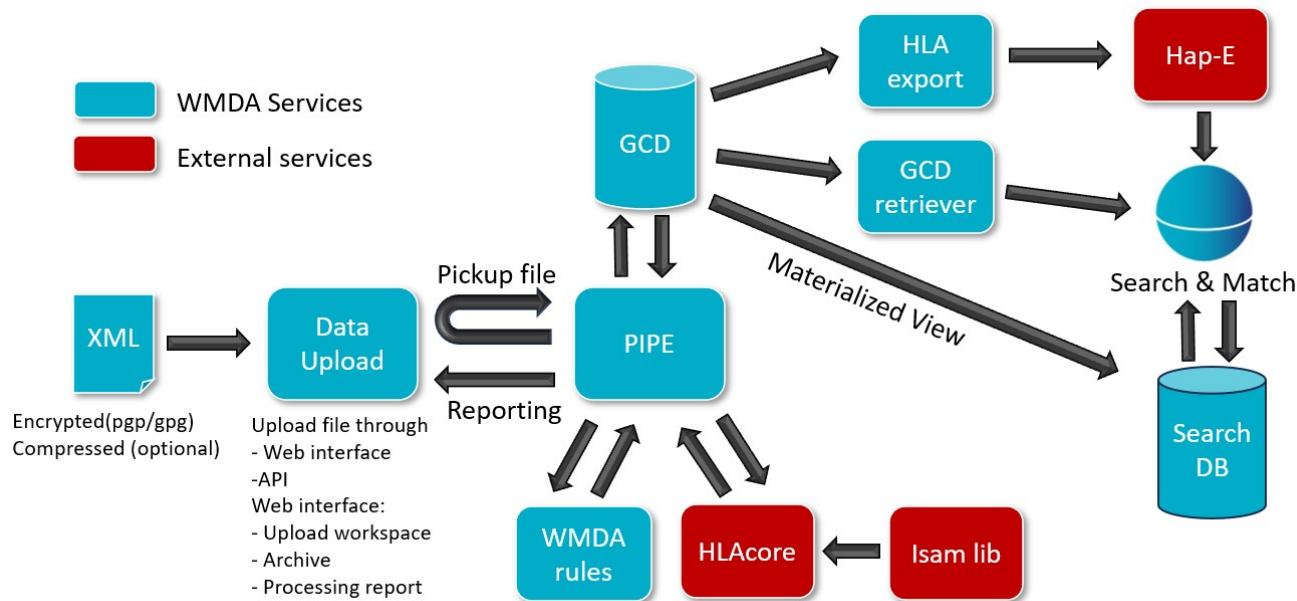 WMDA Services
External services
GCD
HLA
export
Hap-E
GCD
retriever
Search & Match
Materialized View
XML
Encrypted(pgp/gpg)
Compressed (optional)
Data
Upload
Pickup file
Reporting
PIPE
Upload file through
- Web interface
-API
Web interface:
- Upload workspace
- Archive
- Processing report
WMDA
rules
HLAcore
Isam lib
Search
DB